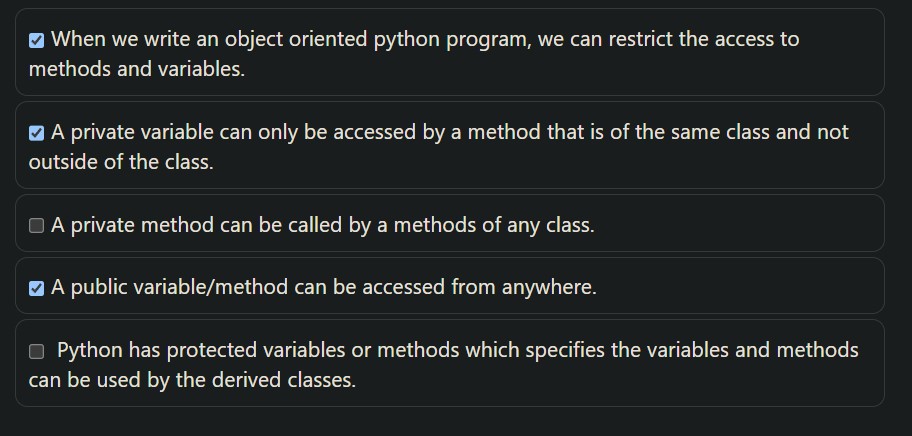 When we write an object oriented python program, we can restrict the access to
methods and variables.
A private variable can only be accessed by a method that is of the same class and not
outside of the class.
A private method can be called by a methods of any class.
A public variable/method can be accessed from anywhere.
Python has protected variables or methods which specifies the variables and methods
can be used by the derived classes.